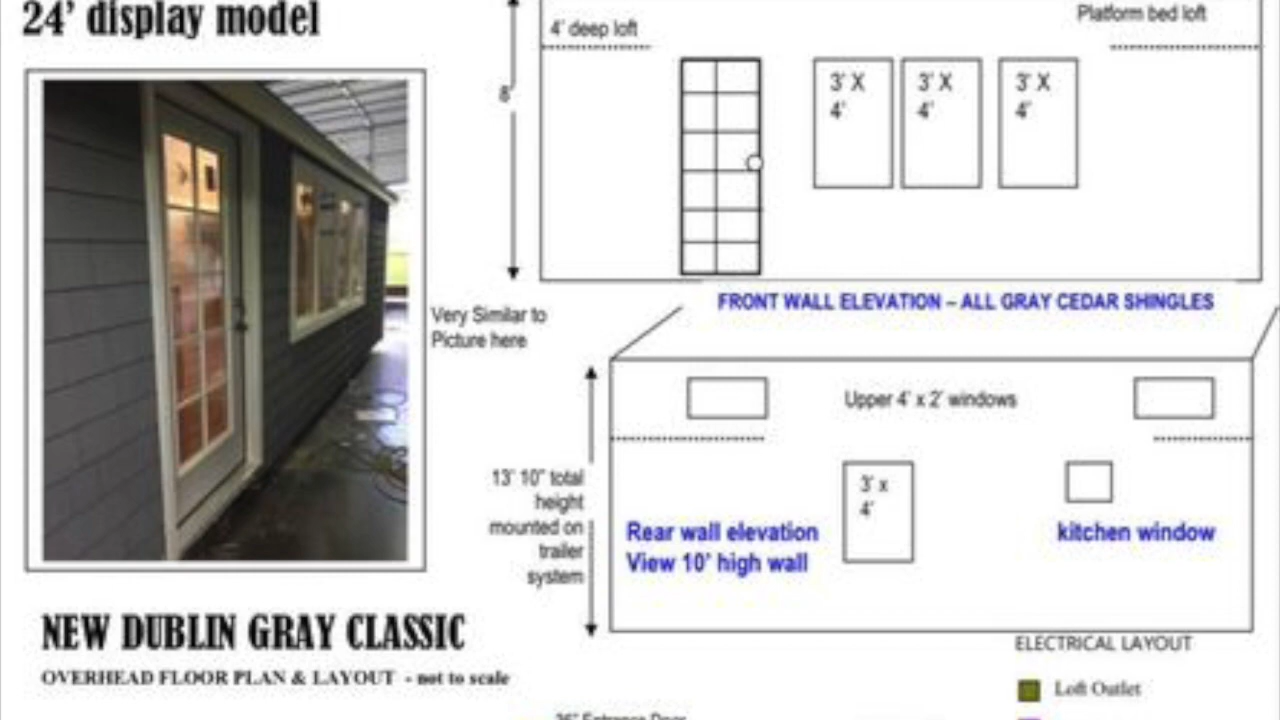 24' display model
4' deep loft
Platform bed loft
8'
3' X
4'
3' X
4'
3' X
4'
FRONT WALL ELEVATION – ALL GRAY CEDAR SHINGLES
Very Similar to
Picture here
Upper 4' x 2' windows
13' 10" total
height
mounted on
trailer
system
3' x
4'
Rear wall elevation
View 10' high wall
kitchen window
NEW DUBLIN GRAY CLASSIC
OVERHEAD FLOOR PLAN & LAYOUT - not to scale
ELECTRICAL LAYOUT
Loft Outlet
36" Entrance Door